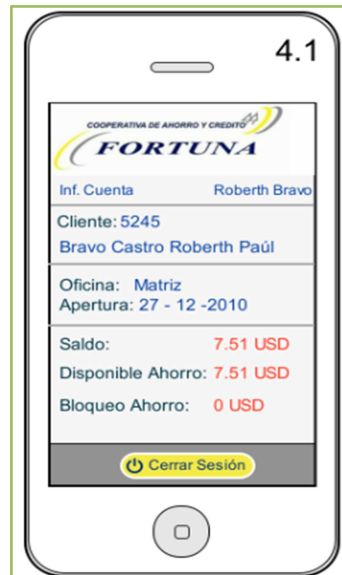 4.1
COOPERATIVA DE AHORRO Y CREDITO
FORTUNA
Inf. Cuenta Roberth Bravo
Cliente: 5245
Bravo Castro Roberth Paúl
Oficina: Matriz
Apertura: 27 - 12 -2010
Saldo: 7.51 USD
Disponible Ahorro: 7.51 USD
Bloqueo Ahorro: 0 USD
Cerrar Sesión